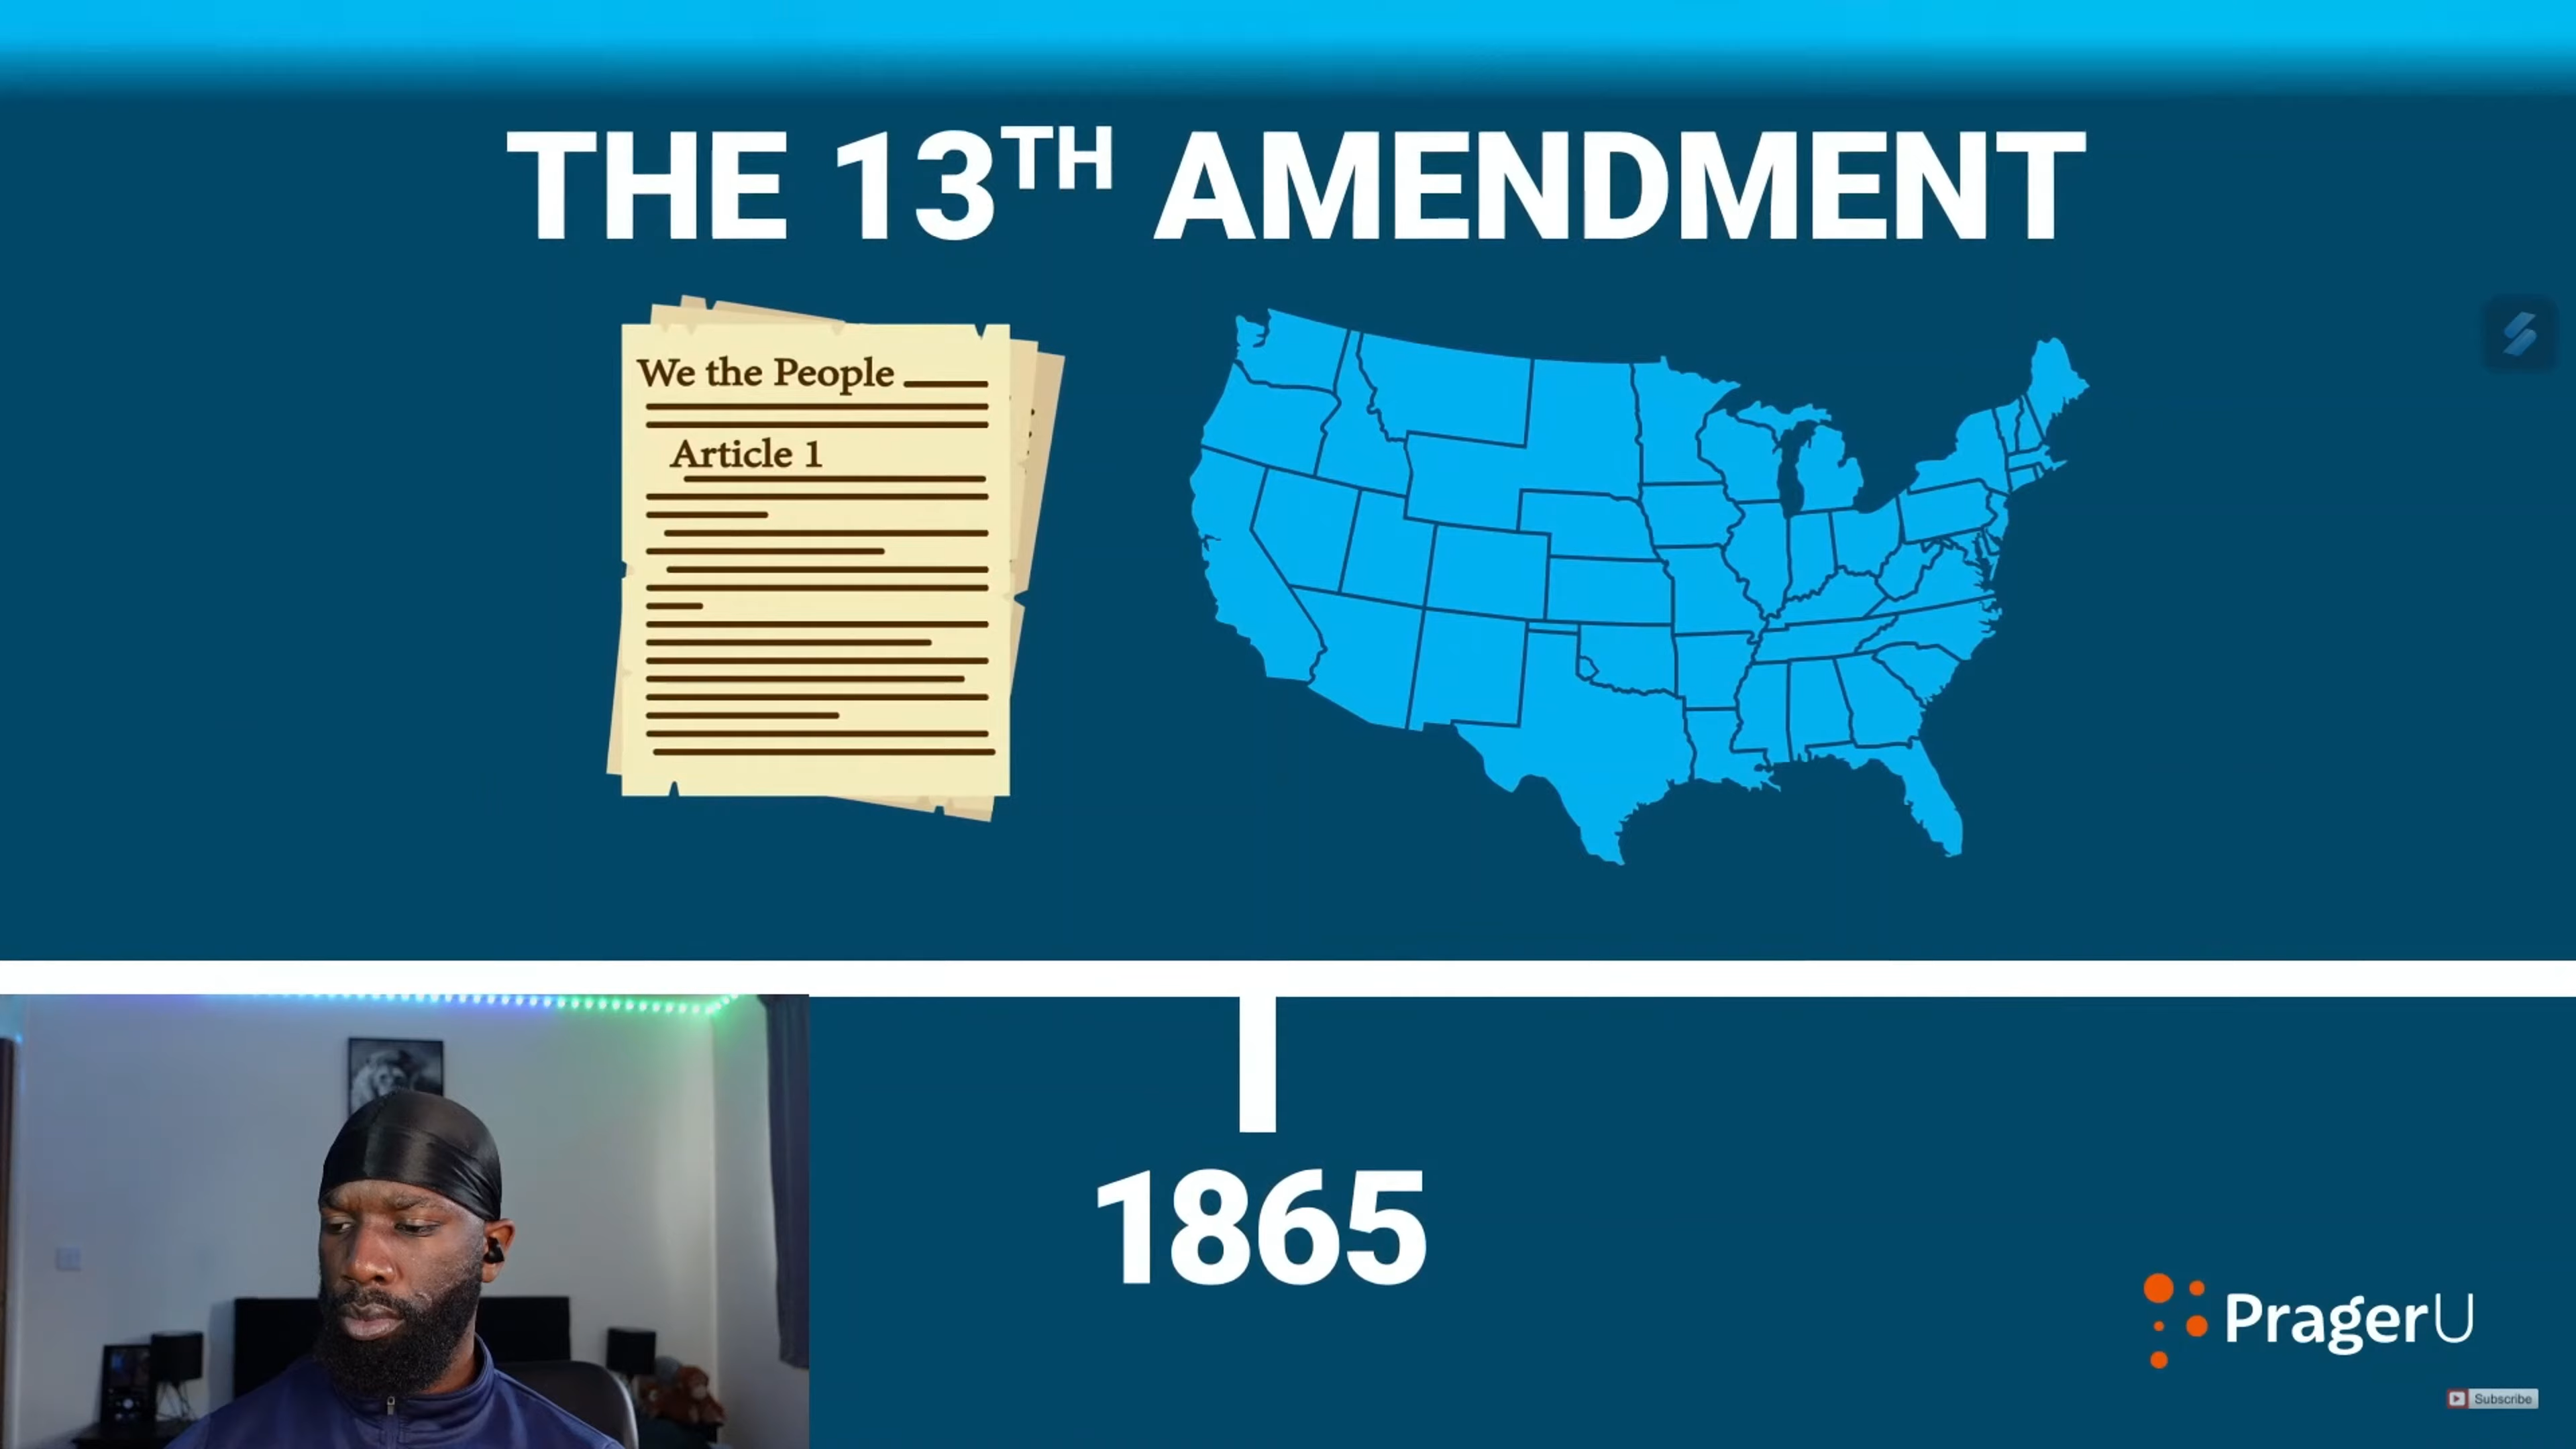 THE 13TH AMENDMENT
We the People
Article 1
1865
PragerU
Subscribe